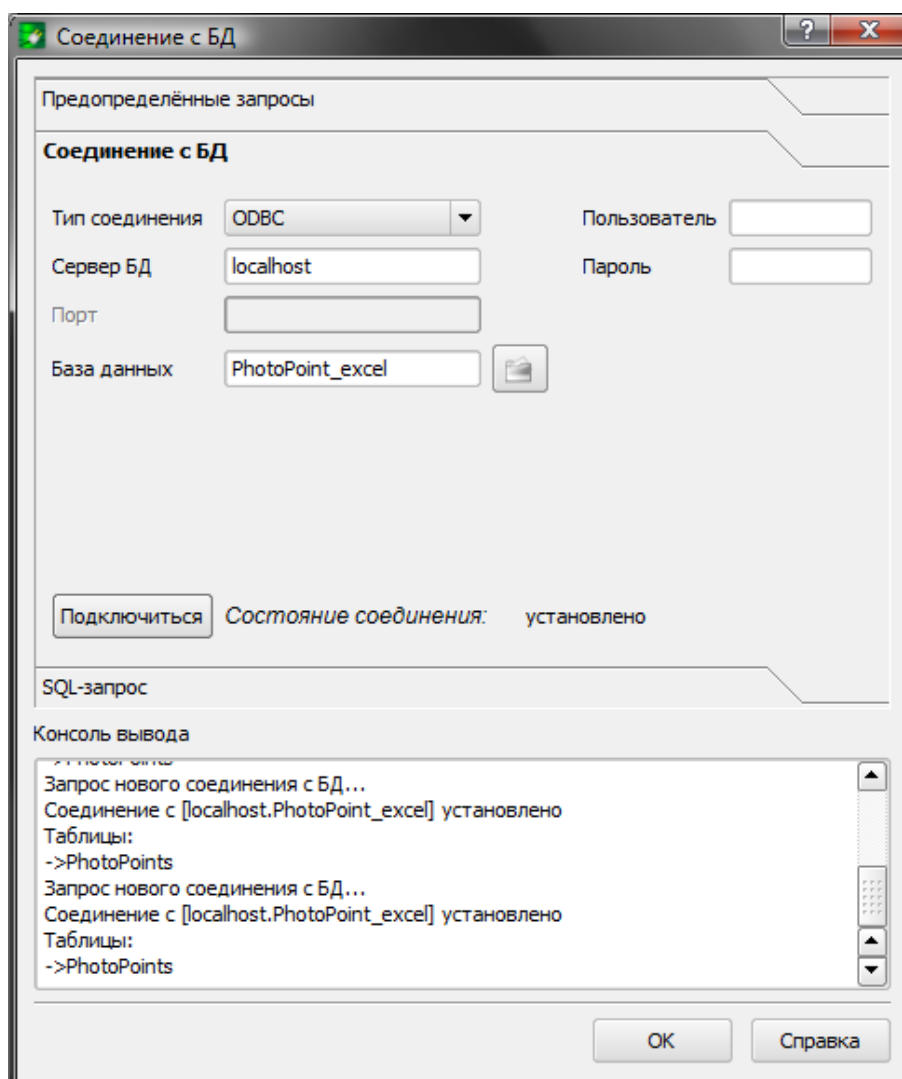 Соединение с БД
Предопределённые запросы
Соединение с БД
Тип соединения ODBC Пользователь
Сервер БД localhost Пароль
Порт
База данных PhotoPoint_excel
Подключиться Состояние соединения: установлено
SQL-запрос
Консоль вывода
->PhotoPoints
Запрос нового соединения с БД...
Соединение с [localhost.PhotoPoint_excel] установлено
Таблицы:
->PhotoPoints
Запрос нового соединения с БД...
Соединение с [localhost.PhotoPoint_excel] установлено
Таблицы:
->PhotoPoints
OK Справка